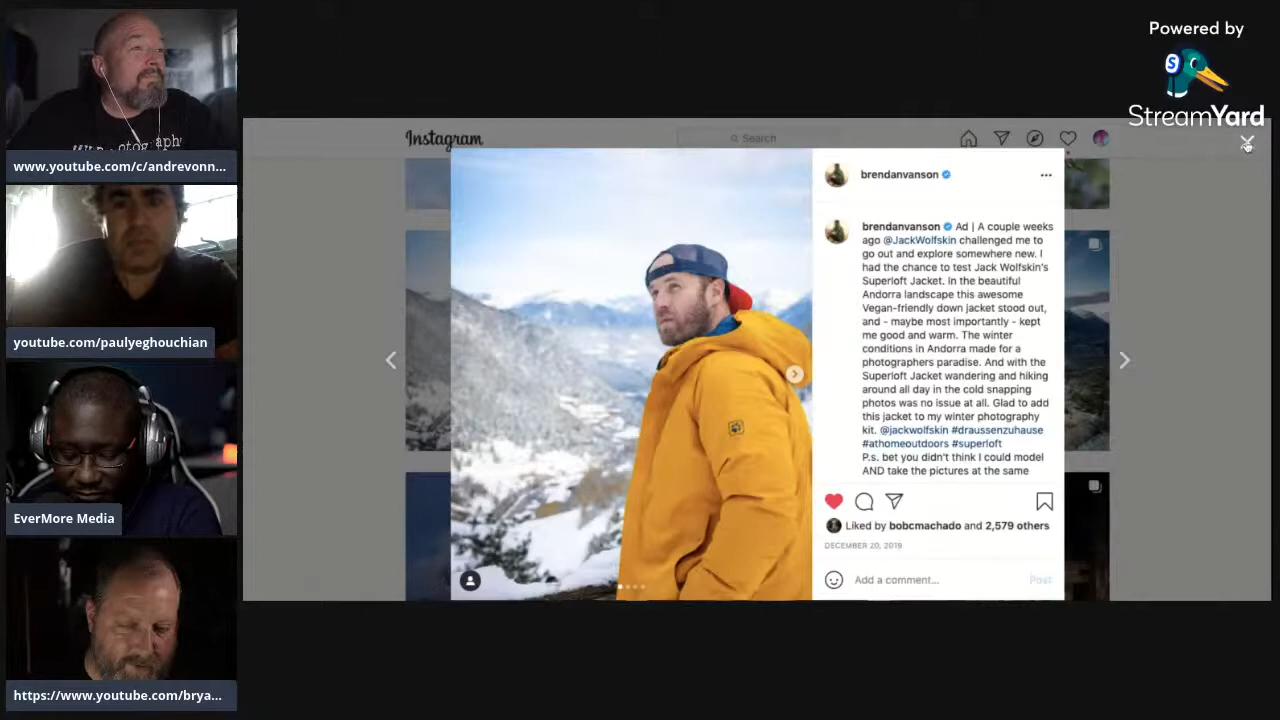 Powered by
StreamYard
www.youtube.com/c/andrevonn...
youtube.com/paulyeghouchian
EverMore Media
https://www.youtube.com/brya...
Instagram
Search
brendanvanson
brendanvanson Ad | A couple weeks
ago @JackWolfskin challenged me to
go out and explore somewhere new. I
had the chance to test Jack Wolfskin's
Superloft Jacket. In the beautiful
Andorra landscape this awesome
Vegan-friendly down jacket stood out,
and - maybe most importantly - kept
me good and warm. The winter
conditions in Andorra made for a
photographers paradise. And with the
Superloft Jacket wandering and hiking
around all day in the cold snapping
photos was no issue at all. Glad to add
this jacket to my winter photography
kit. @jackwolfskin #draussenzuhause
#athomeoutdoors #superloft
P.s. bet you didn't think I could model
AND take the pictures at the same
Liked by bobcmachado and 2,579 others
DECEMBER 20, 2019
Add a comment...
Post